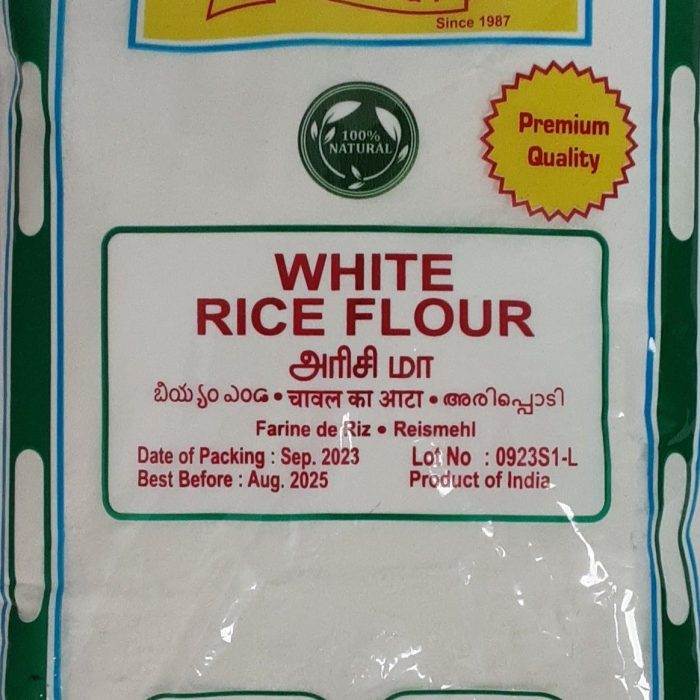 Since 1987
100%
NATURAL
Premium
Quality
WHITE
RICE FLOUR
அரிசி மா
• चावल का आटा • അരിപ്പൊടി
Farine de Riz • Reismehl
Date of Packing : Sep. 2023 Lot No : 0923S1-L
Best Before : Aug. 2025 Product of India